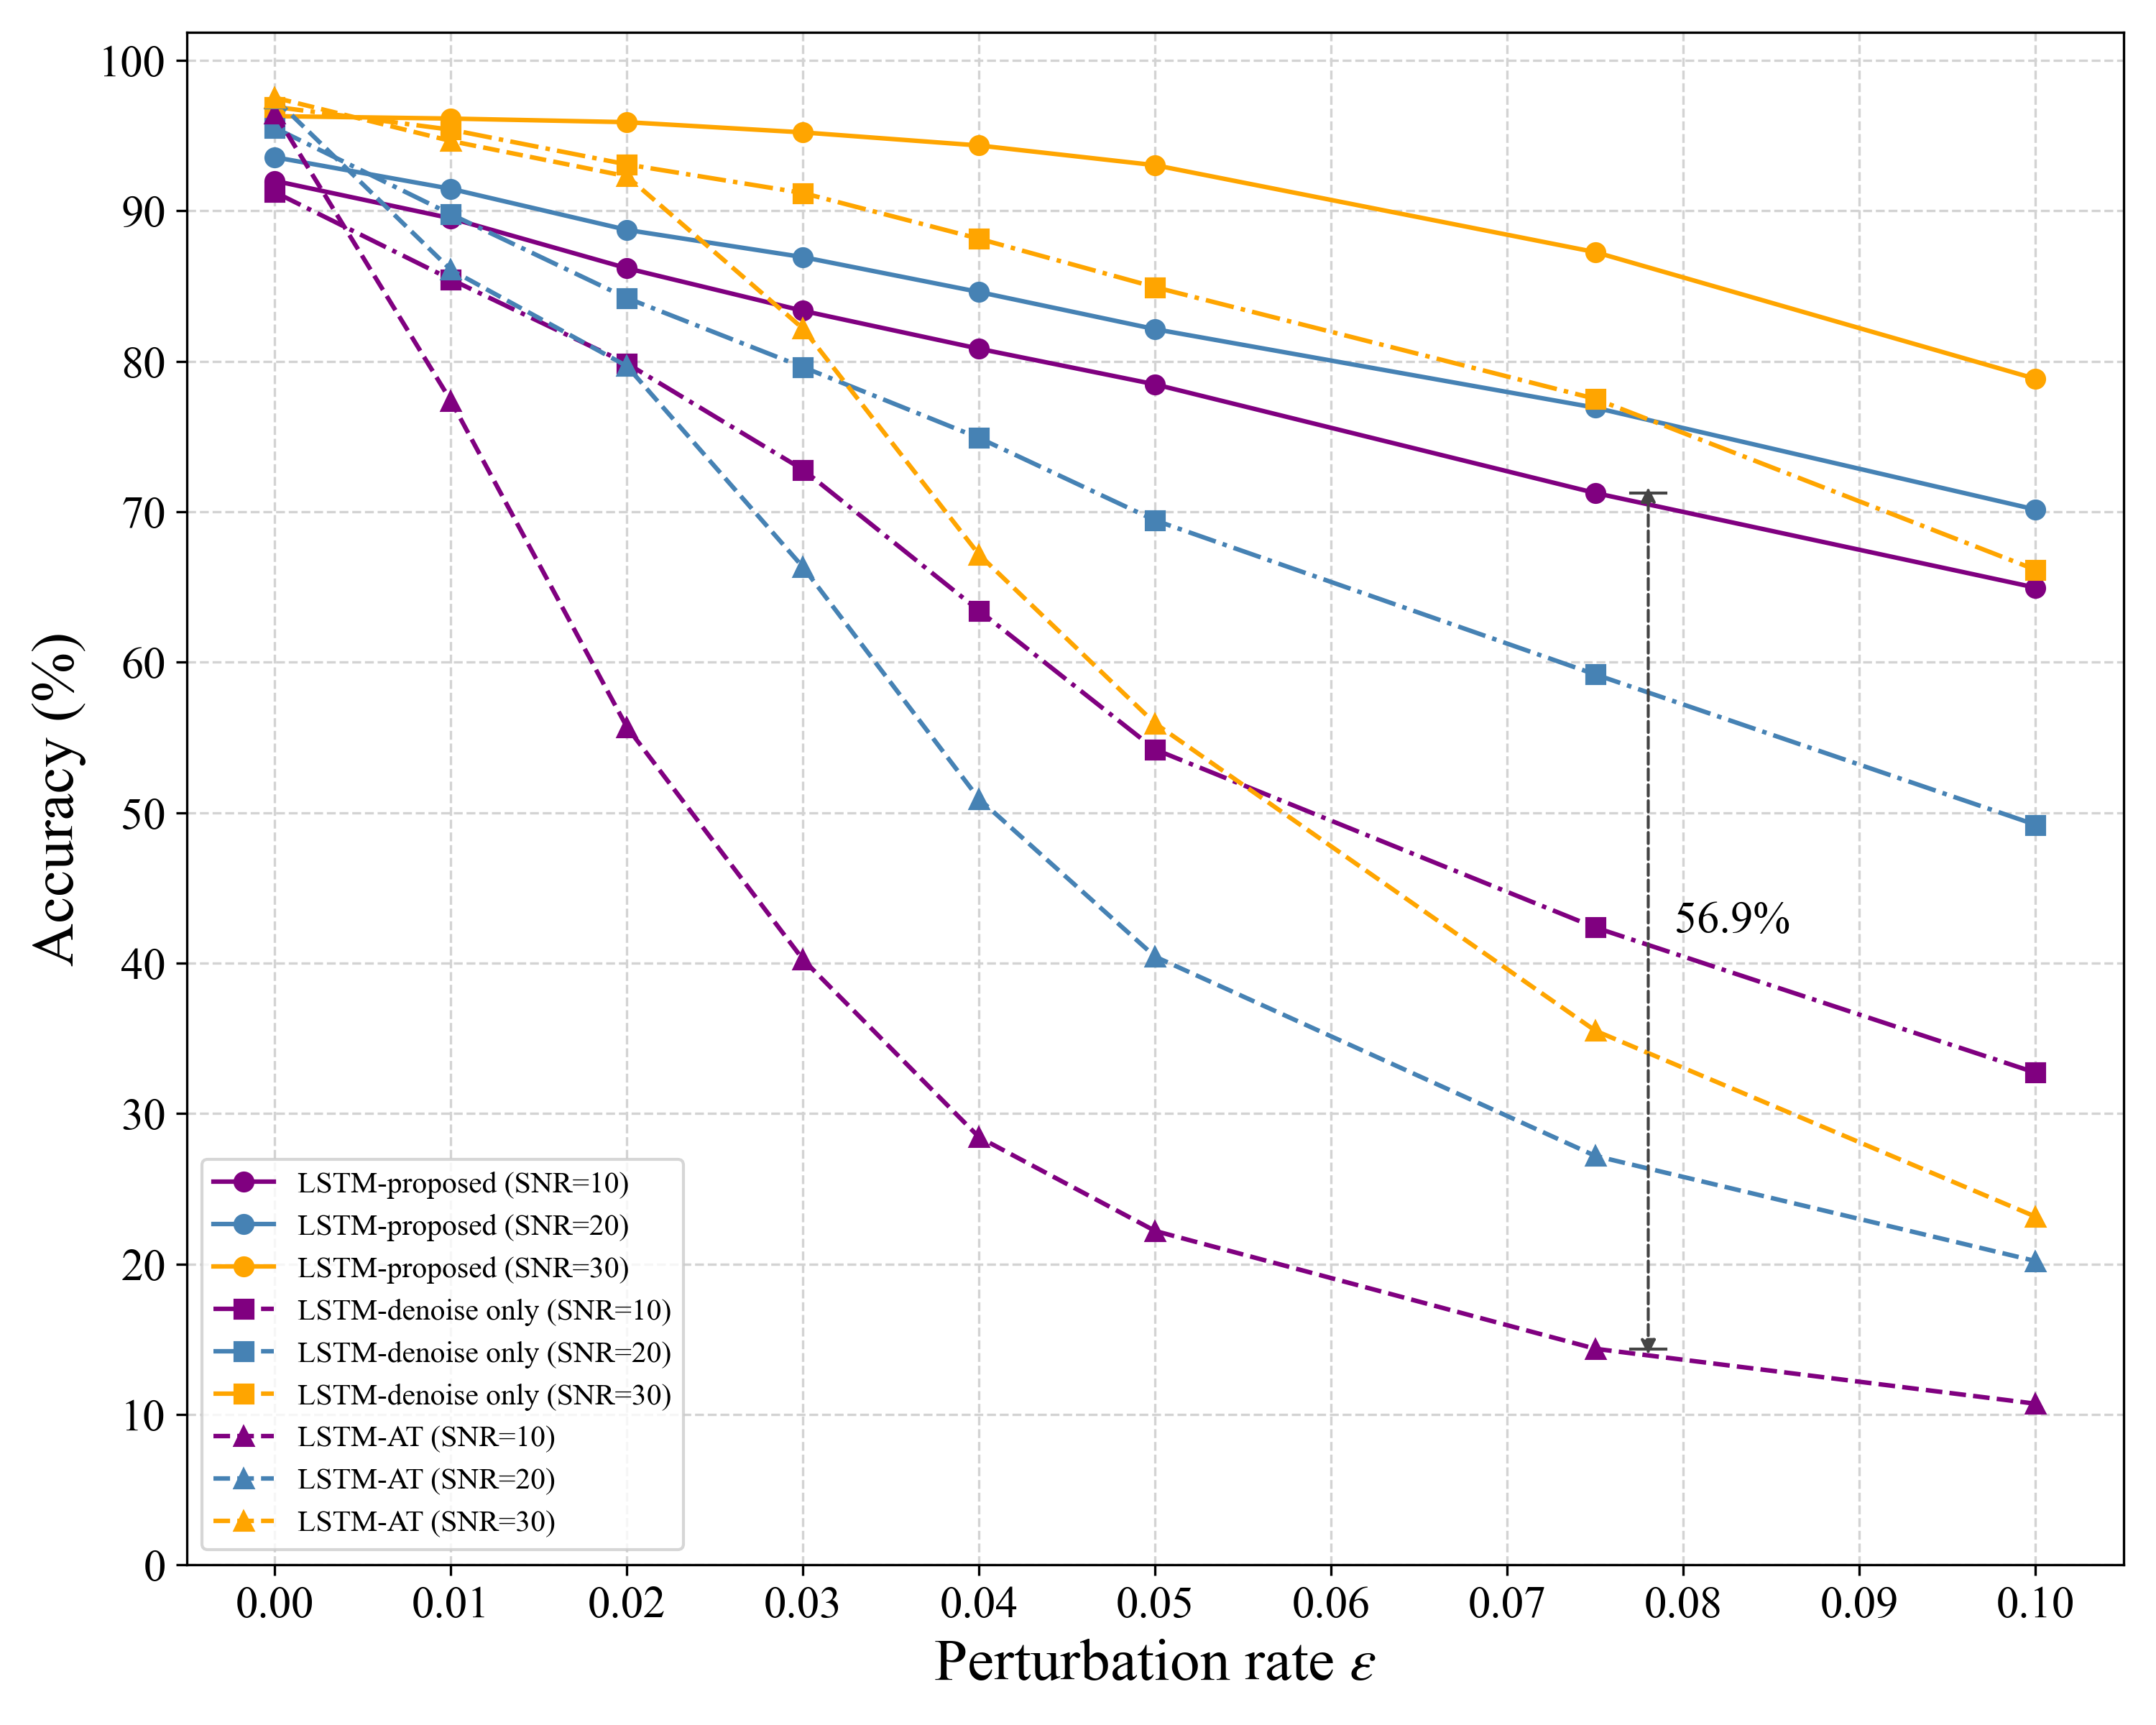 100
90
80
70
60
50
40
30
20
10
0
Accuracy (%)
56.9%
LSTM-proposed (SNR=10)
LSTM-proposed (SNR=20)
LSTM-proposed (SNR=30)
LSTM-denoise only (SNR=10)
LSTM-denoise only (SNR=20)
LSTM-denoise only (SNR=30)
LSTM-AT (SNR=10)
LSTM-AT (SNR=20)
LSTM-AT (SNR=30)
0.00 0.01 0.02 0.03 0.04 0.05 0.06 0.07 0.08 0.09 0.10
Perturbation rate ε